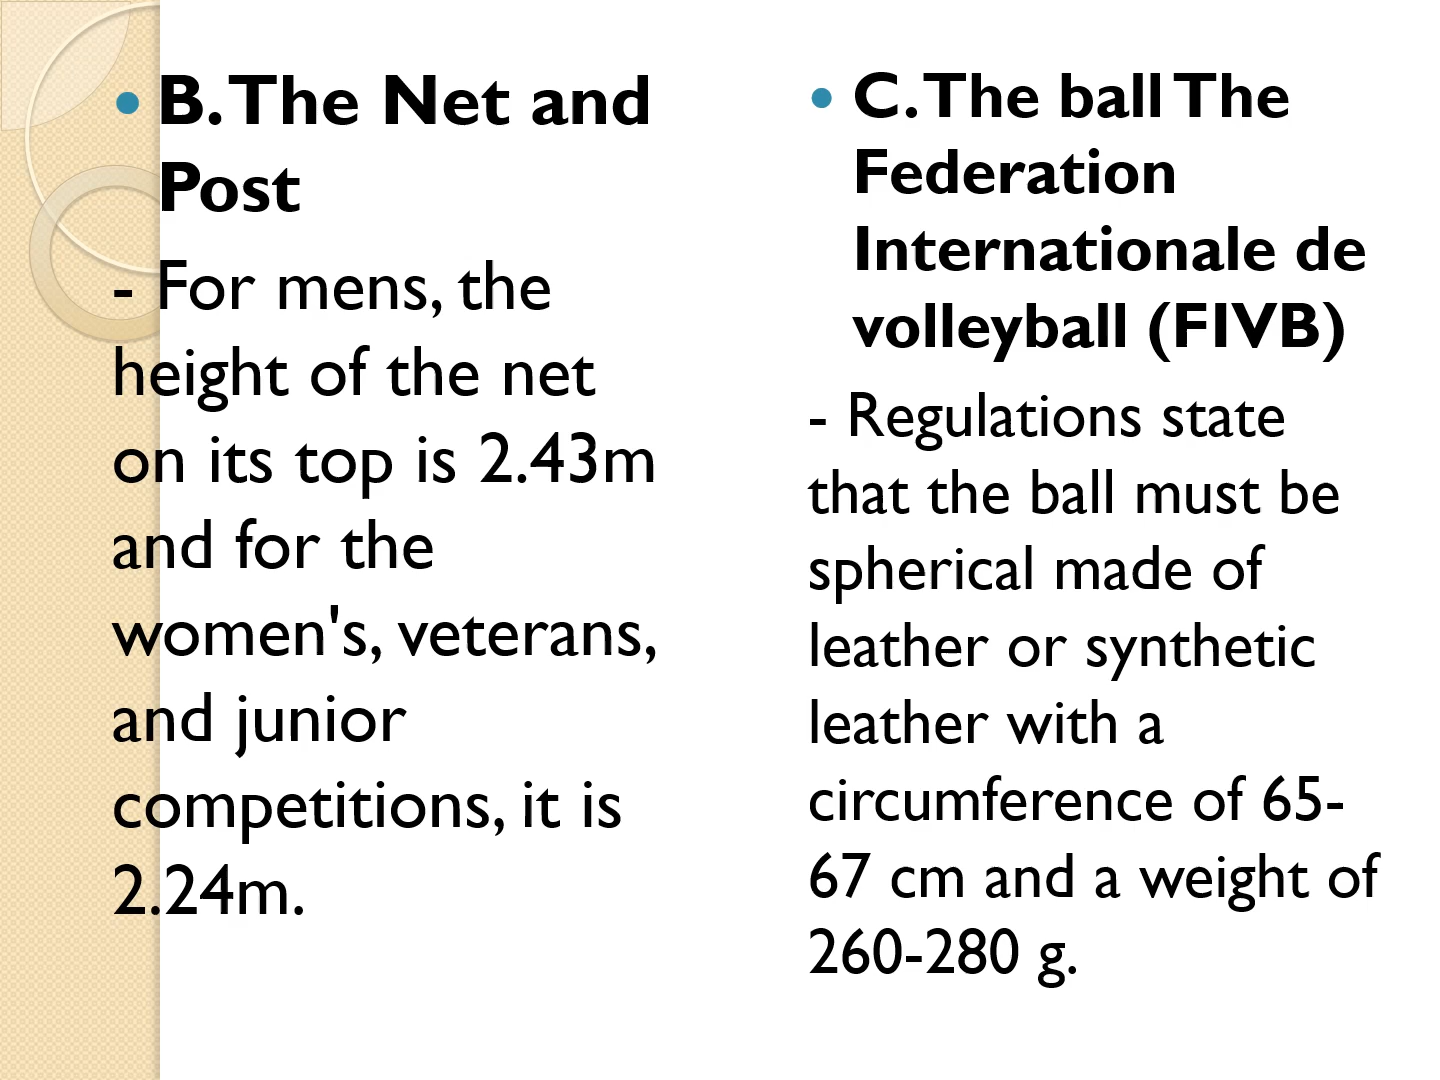 • B. The Net and
Post
- For mens, the
height of the net
on its top is 2.43m
and for the
women's, veterans,
and junior
competitions, it is
2.24m.
• C. The ball The
Federation
Internationale de
volleyball (FIVB)
- Regulations state
that the ball must be
spherical made of
leather or synthetic
leather with a
circumference of 65-
67 cm and a weight of
260-280 g.